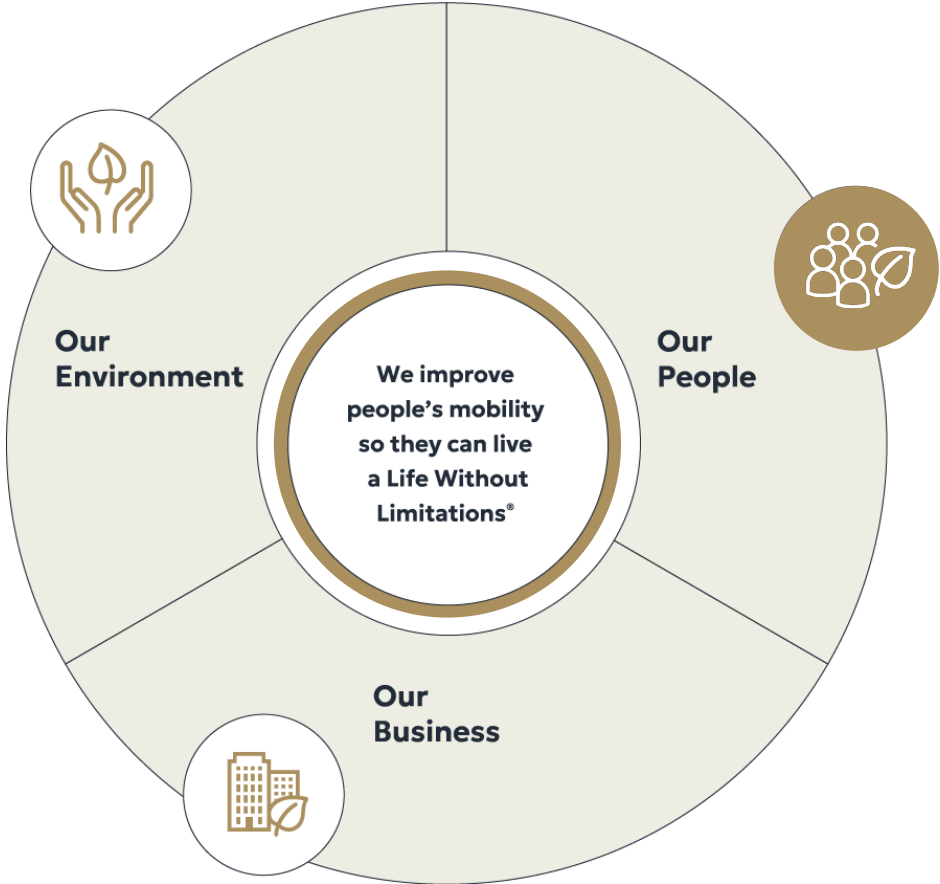 Our
Environment
We improve
people’s mobility
so they can live
a Life Without
Limitations®
Our
People
Our
Business